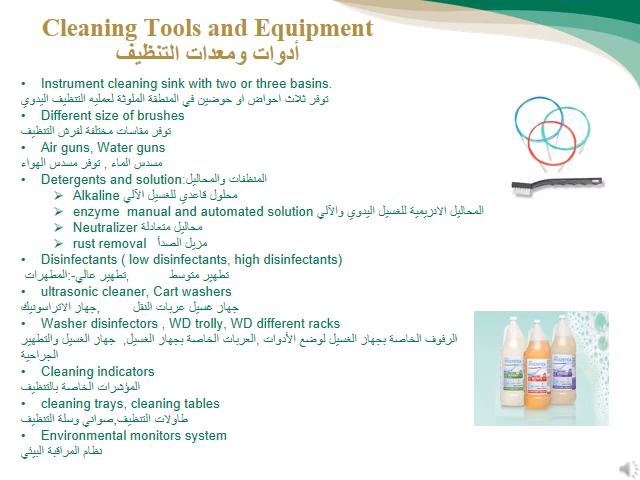 Cleaning Tools and Equipment
أدوات ومعدات التنظيف
• Instrument cleaning sink with two or three basins.
توفر ثلاث احواض او حوضين في المنطقة الملوثة لعمليه التنظيف اليدوي
• Different size of brushes
توفر مقاسات مختلفة لفرش التنظيف
• Air guns, Water guns
مسدس الماء , توفر مسدس الهواء
• Detergents and solution:المنظفات والمحاليل
➢ Alkaline محلول قاعدي للغسيل الآلي
➢ enzyme manual and automated solution المحاليل الانزيمية للغسيل اليدوي والآلي
➢ Neutralizer محاليل متعادلة
➢ rust removal مزيل الصدأ
• Disinfectants ( low disinfectants, high disinfectants)
تطهير متوسط ,تطهير عالي-:المطهرات
• ultrasonic cleaner, Cart washers
جهاز غسيل عربات النقل ,جهاز الاتراسونيك
• Washer disinfectors , WD trolly, WD different racks
الرفوف الخاصة بجهاز الغسيل لوضع الأدوات ,العربات الخاصة بجهاز الغسيل, جهاز الغسيل والتطهير
الجراحية
• Cleaning indicators
المؤشرات الخاصة بالتنظيف
• cleaning trays, cleaning tables
طاولات التنظيف,صواني وسلة التنظيف
• Environmental monitors system
نظام المراقبة البيئي